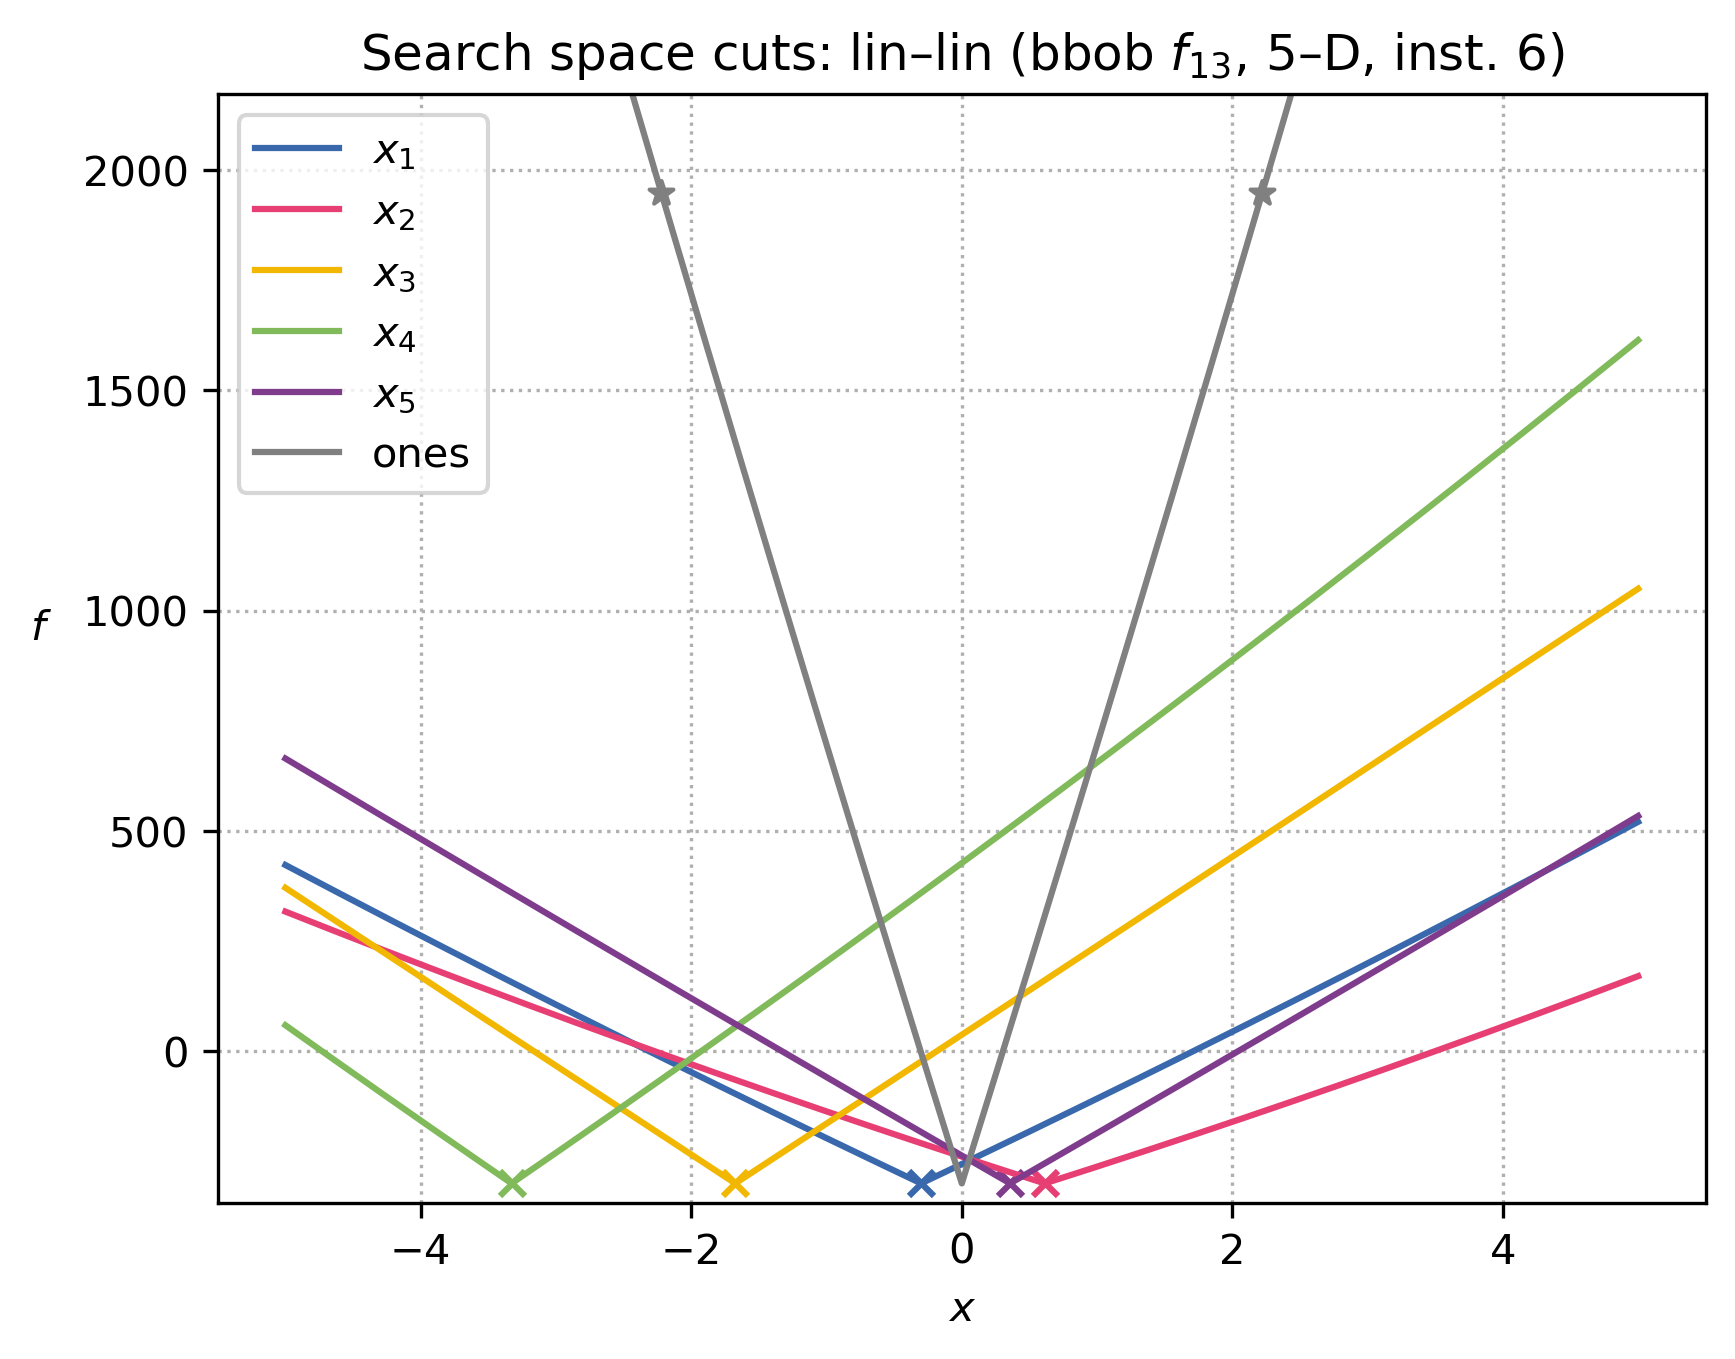 Search space cuts: lin–lin (bbob f13, 5–D, inst. 6)
x1
x2
x3
x4
x5
ones
2000
1500
1000
500
0
f
−4 −2 0 2 4
x